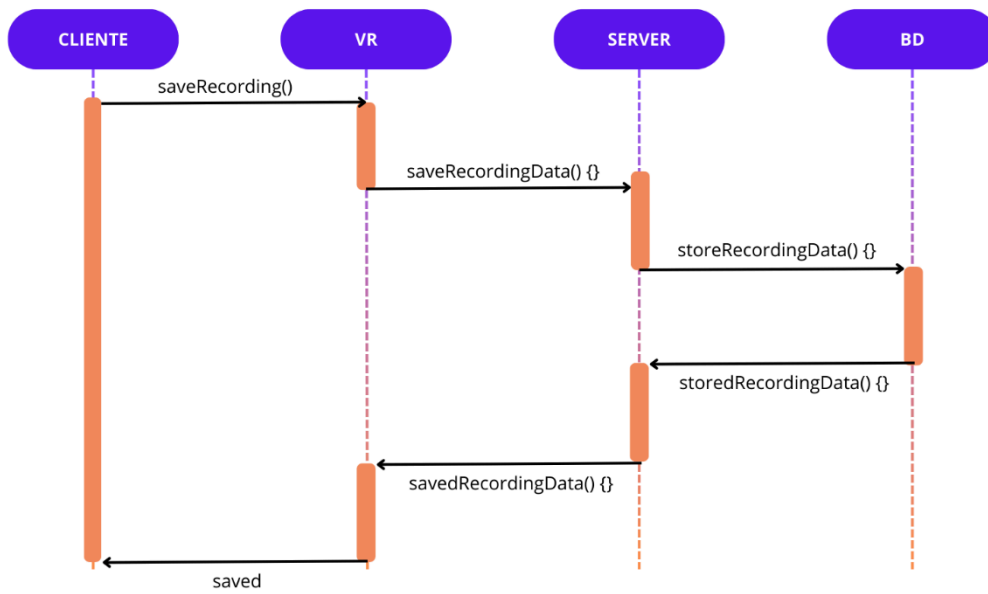 CLIENTE
VR
SERVER
BD
saveRecording()
saveRecordingData() {}
storeRecordingData() {}
storedRecordingData() {}
savedRecordingData() {}
saved